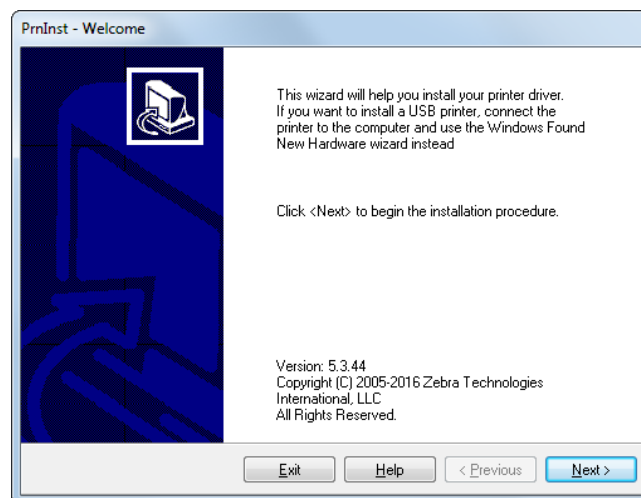 PrnInst - Welcome
This wizard will help you install your printer driver.
If you want to install a USB printer, connect the
printer to the computer and use the Windows Found
New Hardware wizard instead
Click <Next> to begin the installation procedure.
Version: 5.3.44
Copyright (C) 2005-2016 Zebra Technologies
International, LLC
All Rights Reserved.
Exit Help < Previous Next >